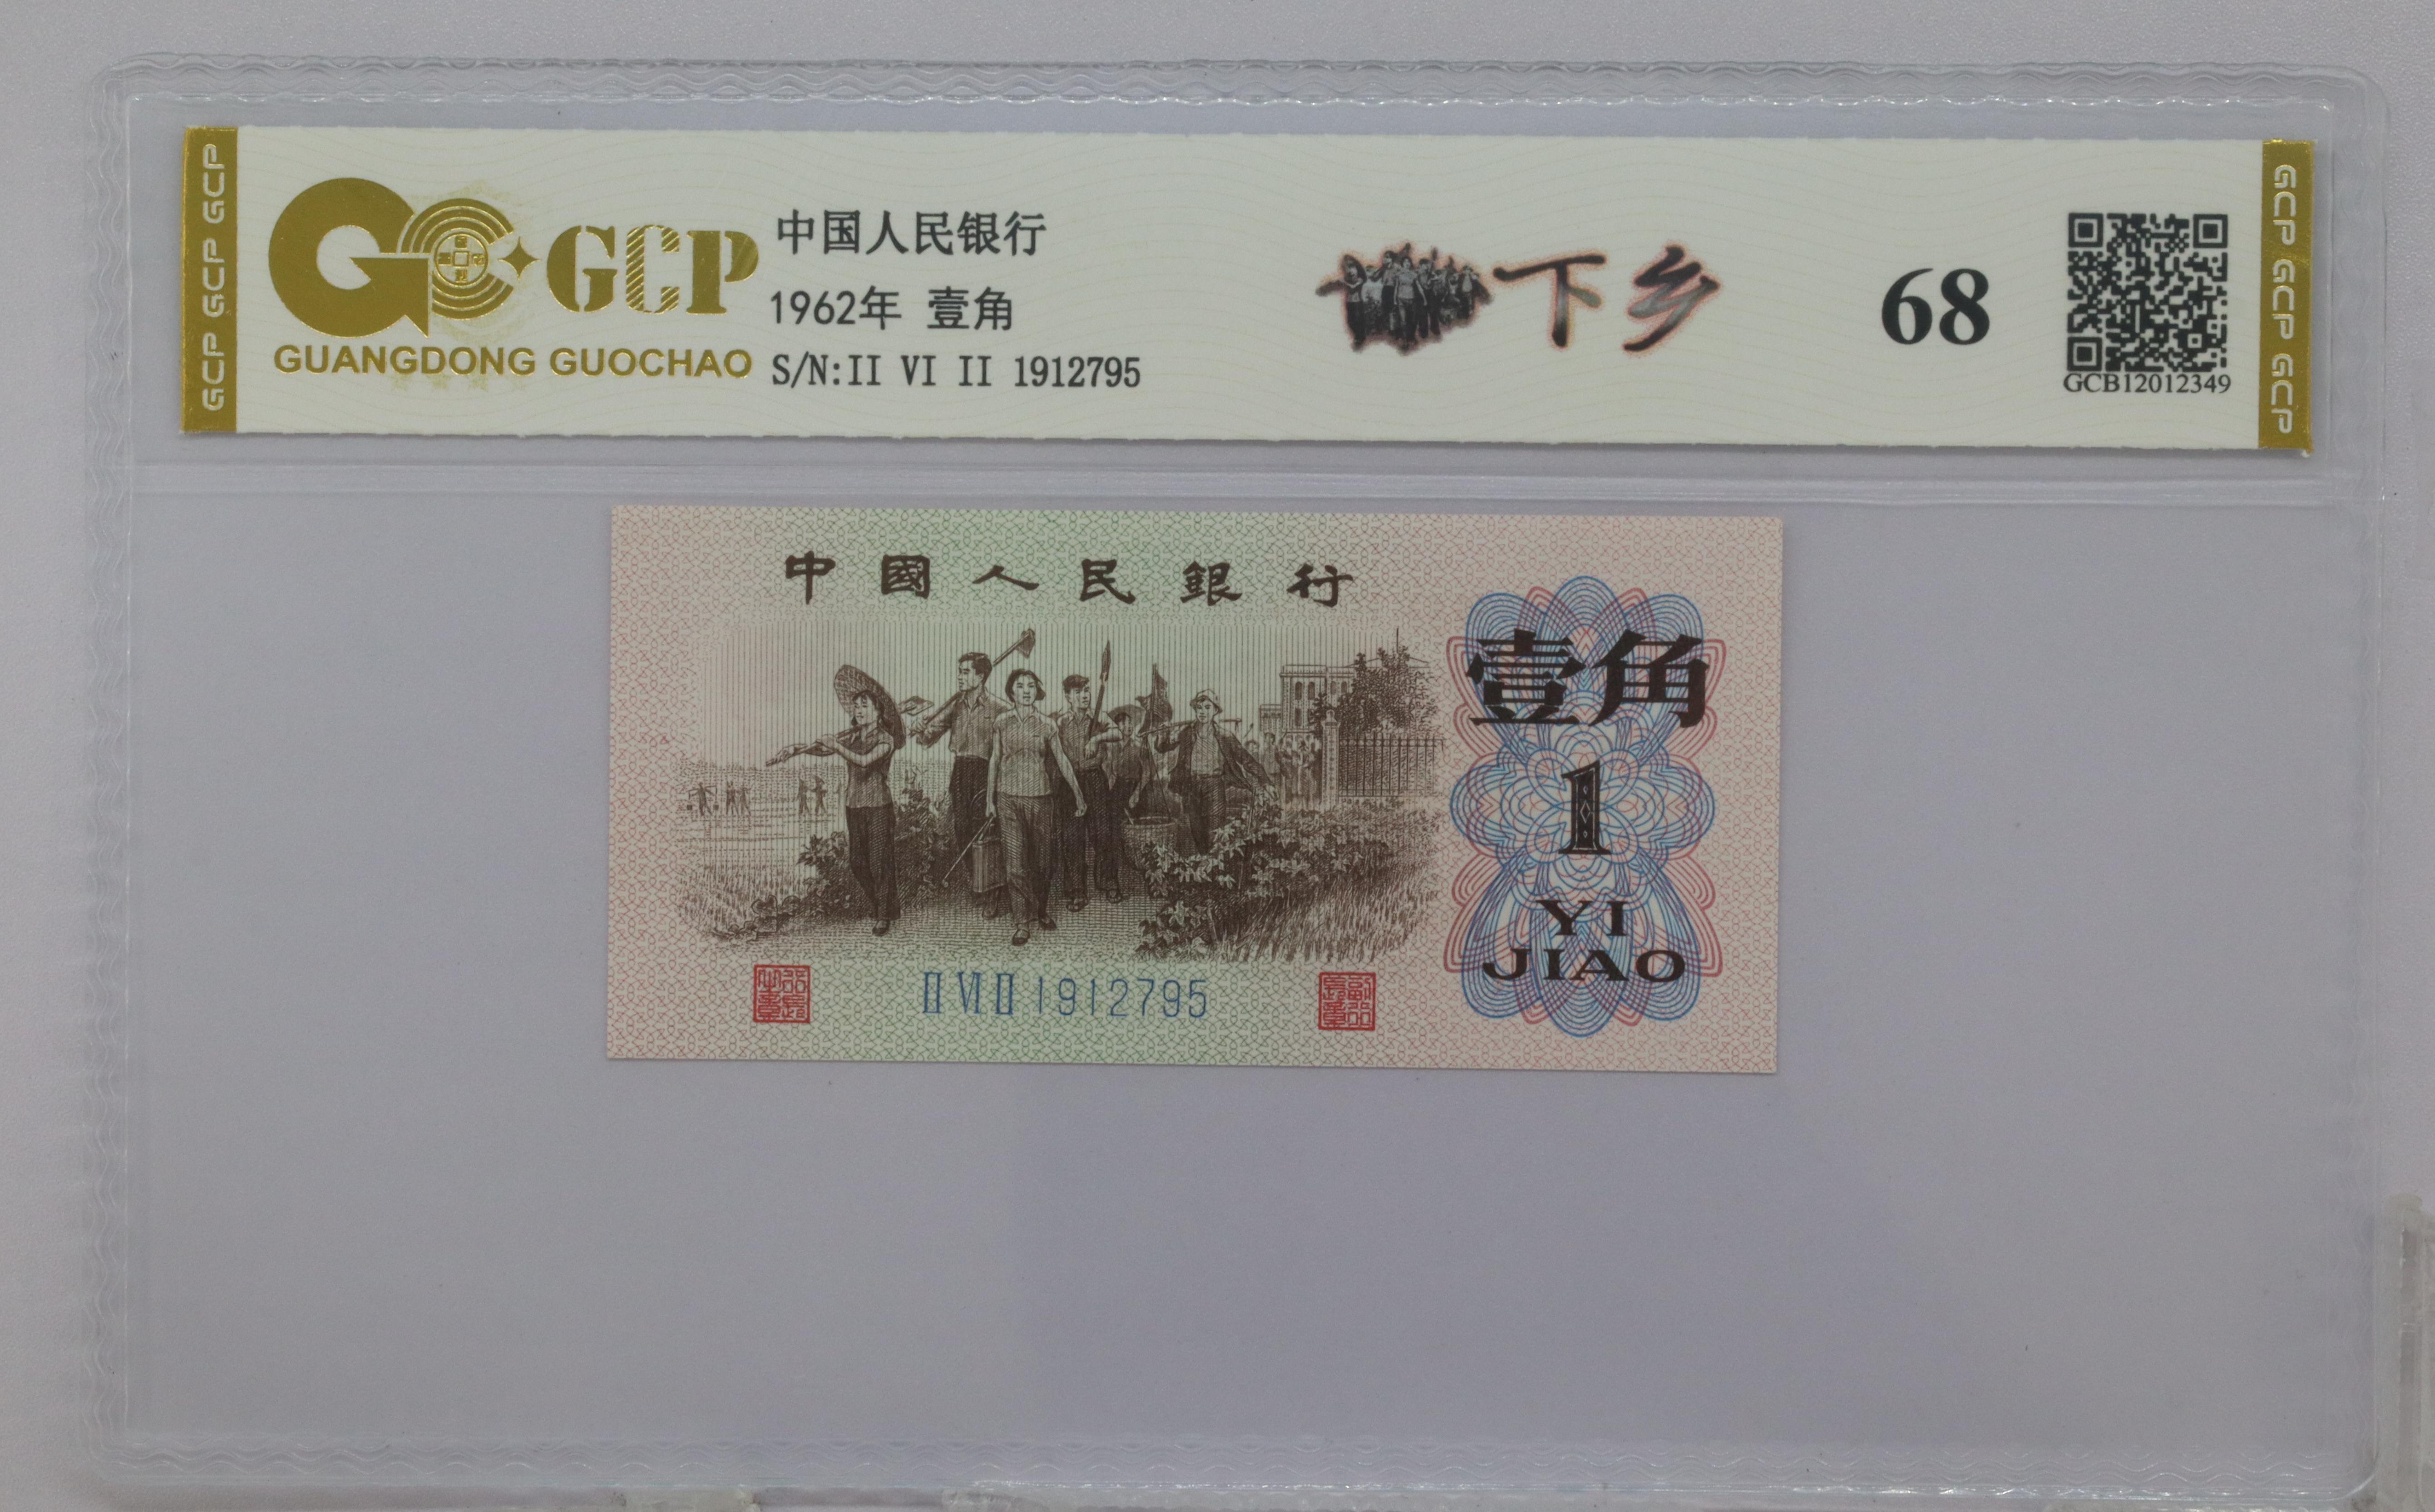 GCP GCP GCP
GCP
GUANGDONG GUOCHAO
中国人民银行
1962年 壹角
S/N:II VI II 1912795
下乡
68
GCB12012349
GCP GCP GCP
中國人民銀行
壹角
1
YI
JIAO
II VI II 1912795